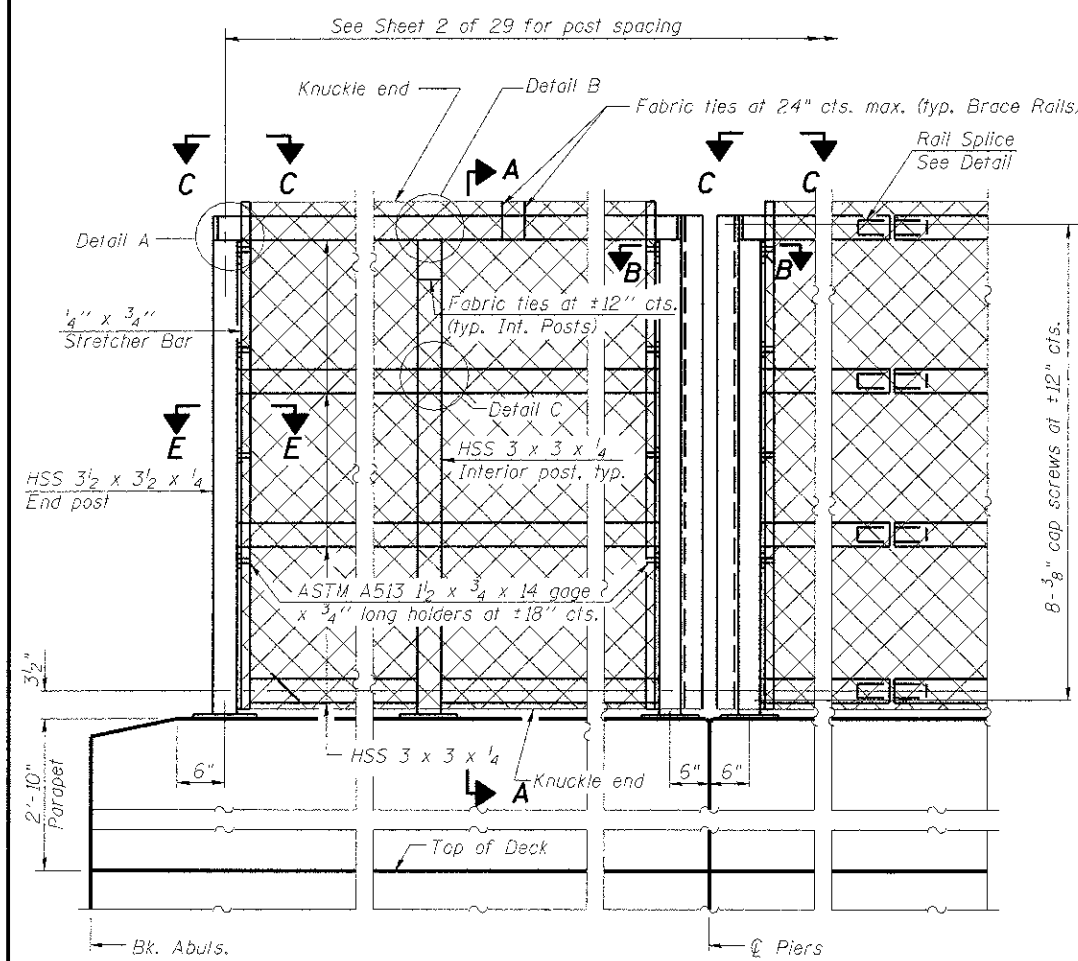 See Sheet 2 of 29 for post spacing
Knuckle end
Detail B
Fabric ties at 24" cts. max. (typ. Brace Rails)
Rail Splice
See Detail
A
C
C
C
C
Detail A
B
B
Fabric ties at ±12" cts.
(typ. Int. Posts)
1/4" x 3/4"
Stretcher Bar
Detail C
E
E
HSS 3 x 3 x 1/4
Interior post, typ.
HSS 3 1/2 x 3 1/2 x 1/4
End post
8 - 3/8" cap screws at ±12" cts.
ASTM A513 1 1/2 x 3/4 x 14 gage
x 3/4" long holders at ±18" cts.
3 1/2"
HSS 3 x 3 x 1/4
6"
A
Knuckle end
6"
6"
2'-10"
Parapet
Top of Deck
Bk. Abuts.
℄ Piers